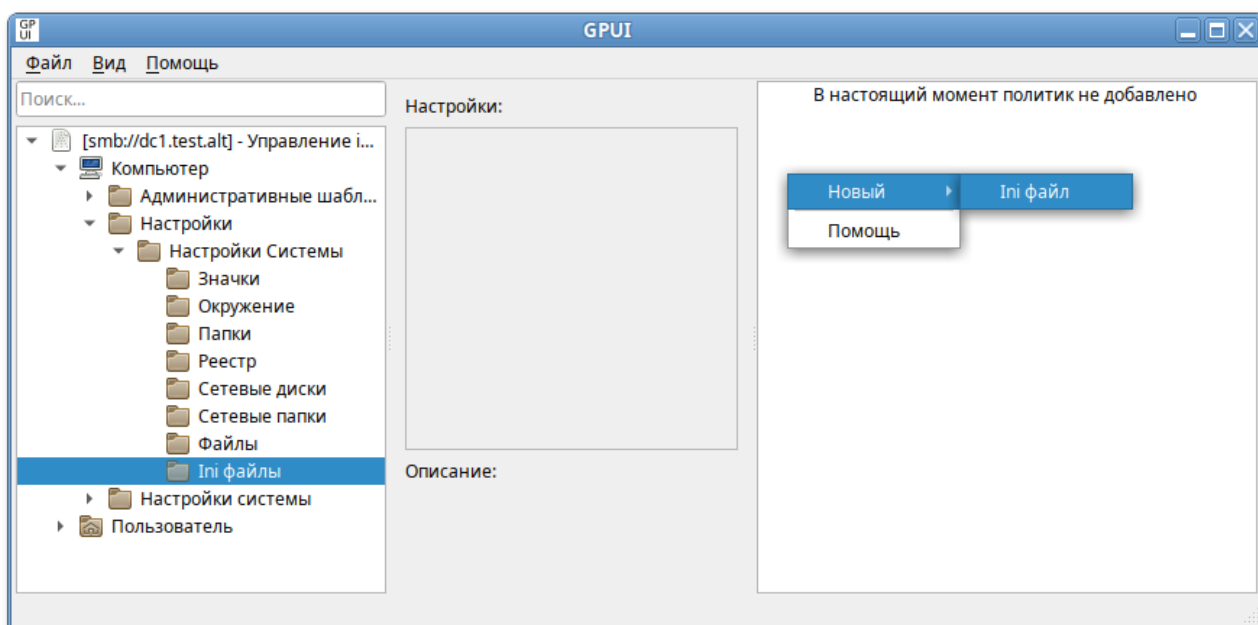 GP
UI
GPUI
Файл Вид Помощь
Поиск...
[smb://dc1.test.alt] - Управление i...
Компьютер
Административные шабл...
Настройки
Настройки Системы
Значки
Окружение
Папки
Реестр
Сетевые диски
Сетевые папки
Файлы
Ini файлы
Настройки системы
Пользователь
Настройки:
Описание:
В настоящий момент политик не добавлено
Новый
Ini файл
Помощь